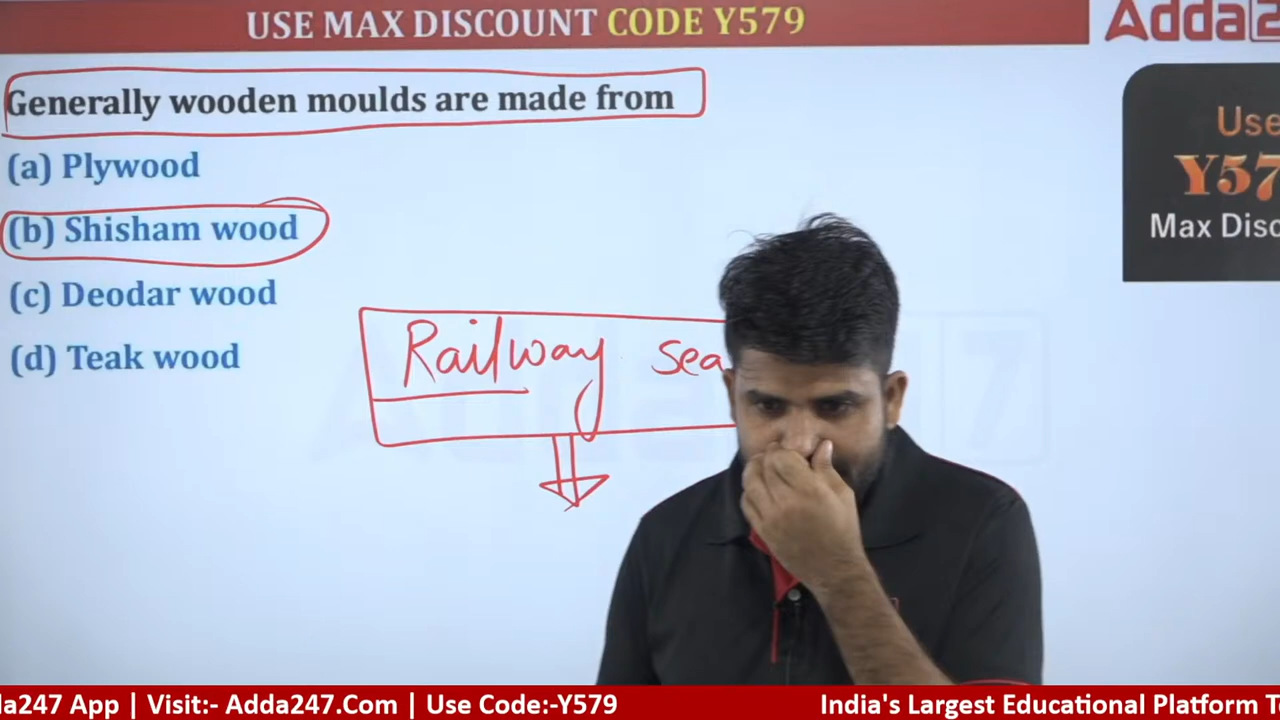 USE MAX DISCOUNT CODE Y579
Adda2
Generally wooden moulds are made from
(a) Plywood
(b) Shisham wood
(c) Deodar wood
(d) Teak wood
Use
Y57
Max Disc
Railway sea
da247 App | Visit:- Adda247.Com | Use Code:-Y579
India's Largest Educational Platform T